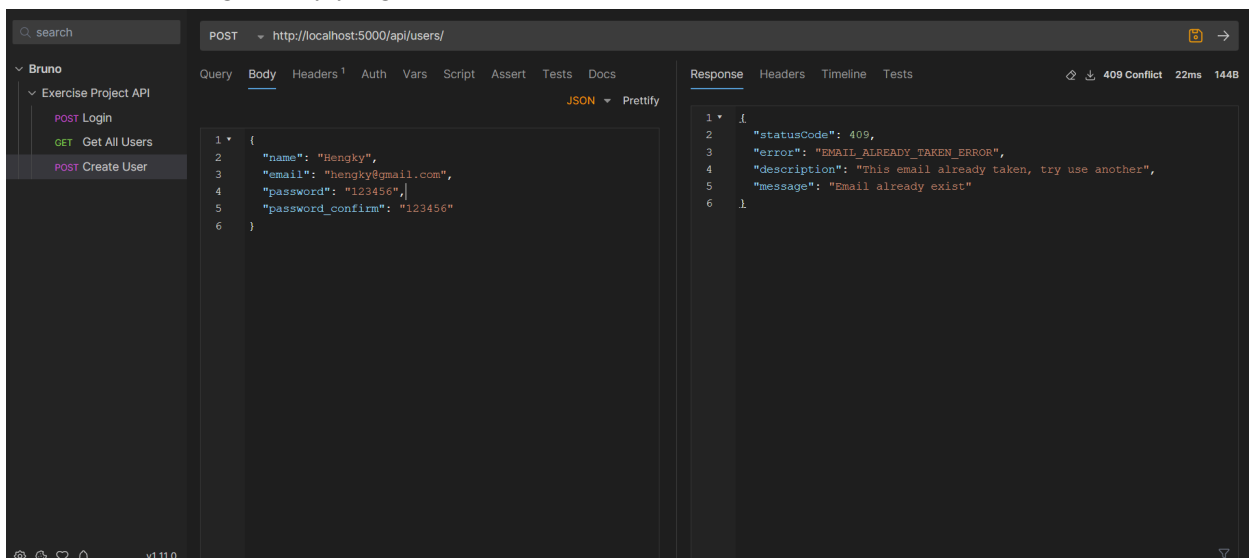 search
Bruno
Exercise Project API
POST Login
GET Get All Users
POST Create User
v1.11.0
POST http://localhost:5000/api/users/
Query Body Headers 1 Auth Vars Script Assert Tests Docs
JSON Prettify
1 {
2 "name": "Hengky",
3 "email": "hengky@gmail.com",
4 "password": "123456",
5 "password_confirm": "123456"
6 }
Response Headers Timeline Tests 409 Conflict 22ms 144B
1 {
2 "statusCode": 409,
3 "error": "EMAIL_ALREADY_TAKEN_ERROR",
4 "description": "This email already taken, try use another",
5 "message": "Email already exist"
6 }